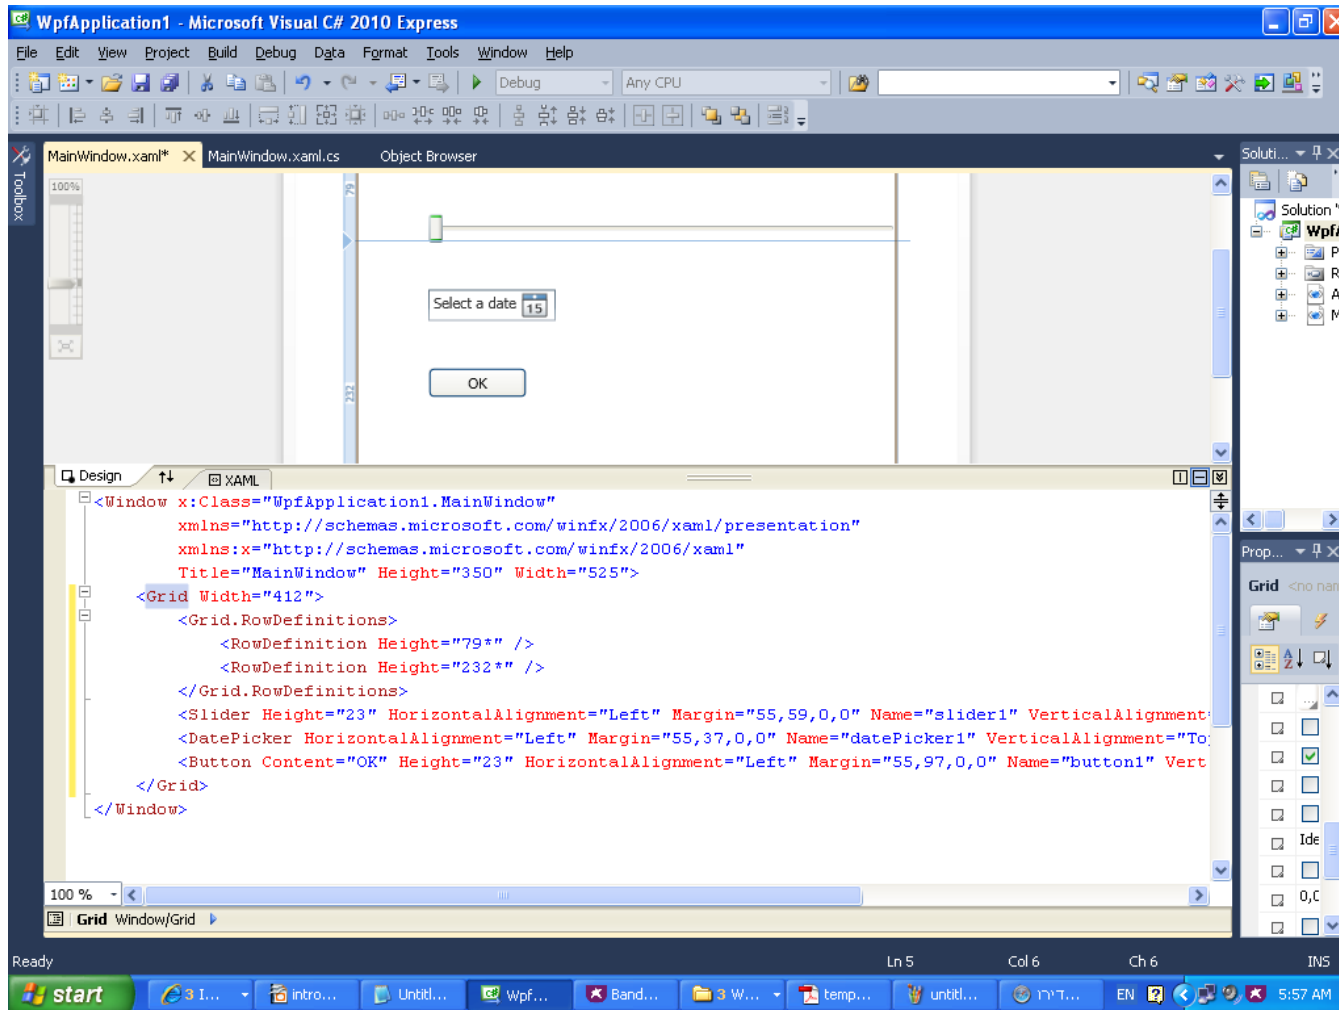 WpfApplication1 - Microsoft Visual C# 2010 Express
File Edit View Project Build Debug Data Format Tools Window Help
Debug Any CPU
Toolbox
MainWindow.xaml* MainWindow.xaml.cs Object Browser
Soluti...
100%
79
Solution
Select a date 15
OK
232
Design XAML
<Window x:Class="WpfApplication1.MainWindow"
xmlns="http://schemas.microsoft.com/winfx/2006/xaml/presentation"
xmlns:x="http://schemas.microsoft.com/winfx/2006/xaml"
Title="MainWindow" Height="350" Width="525">
<Grid Width="412">
<Grid.RowDefinitions>
<RowDefinition Height="79*" />
<RowDefinition Height="232*" />
</Grid.RowDefinitions>
<Slider Height="23" HorizontalAlignment="Left" Margin="55,59,0,0" Name="slider1" VerticalAlignment=
<DatePicker HorizontalAlignment="Left" Margin="55,37,0,0" Name="datePicker1" VerticalAlignment="To
<Button Content="OK" Height="23" HorizontalAlignment="Left" Margin="55,97,0,0" Name="button1" Vert
</Grid>
</Window>
Prop...
Grid <no nam
...
Ide
0,0
100 %
Grid Window/Grid
Ready Ln 5 Col 6 Ch 6 INS
start 3 I... intro... Untitl... Wpf... Band... 3 W... temp... untitl... דירו... EN 5:57 AM